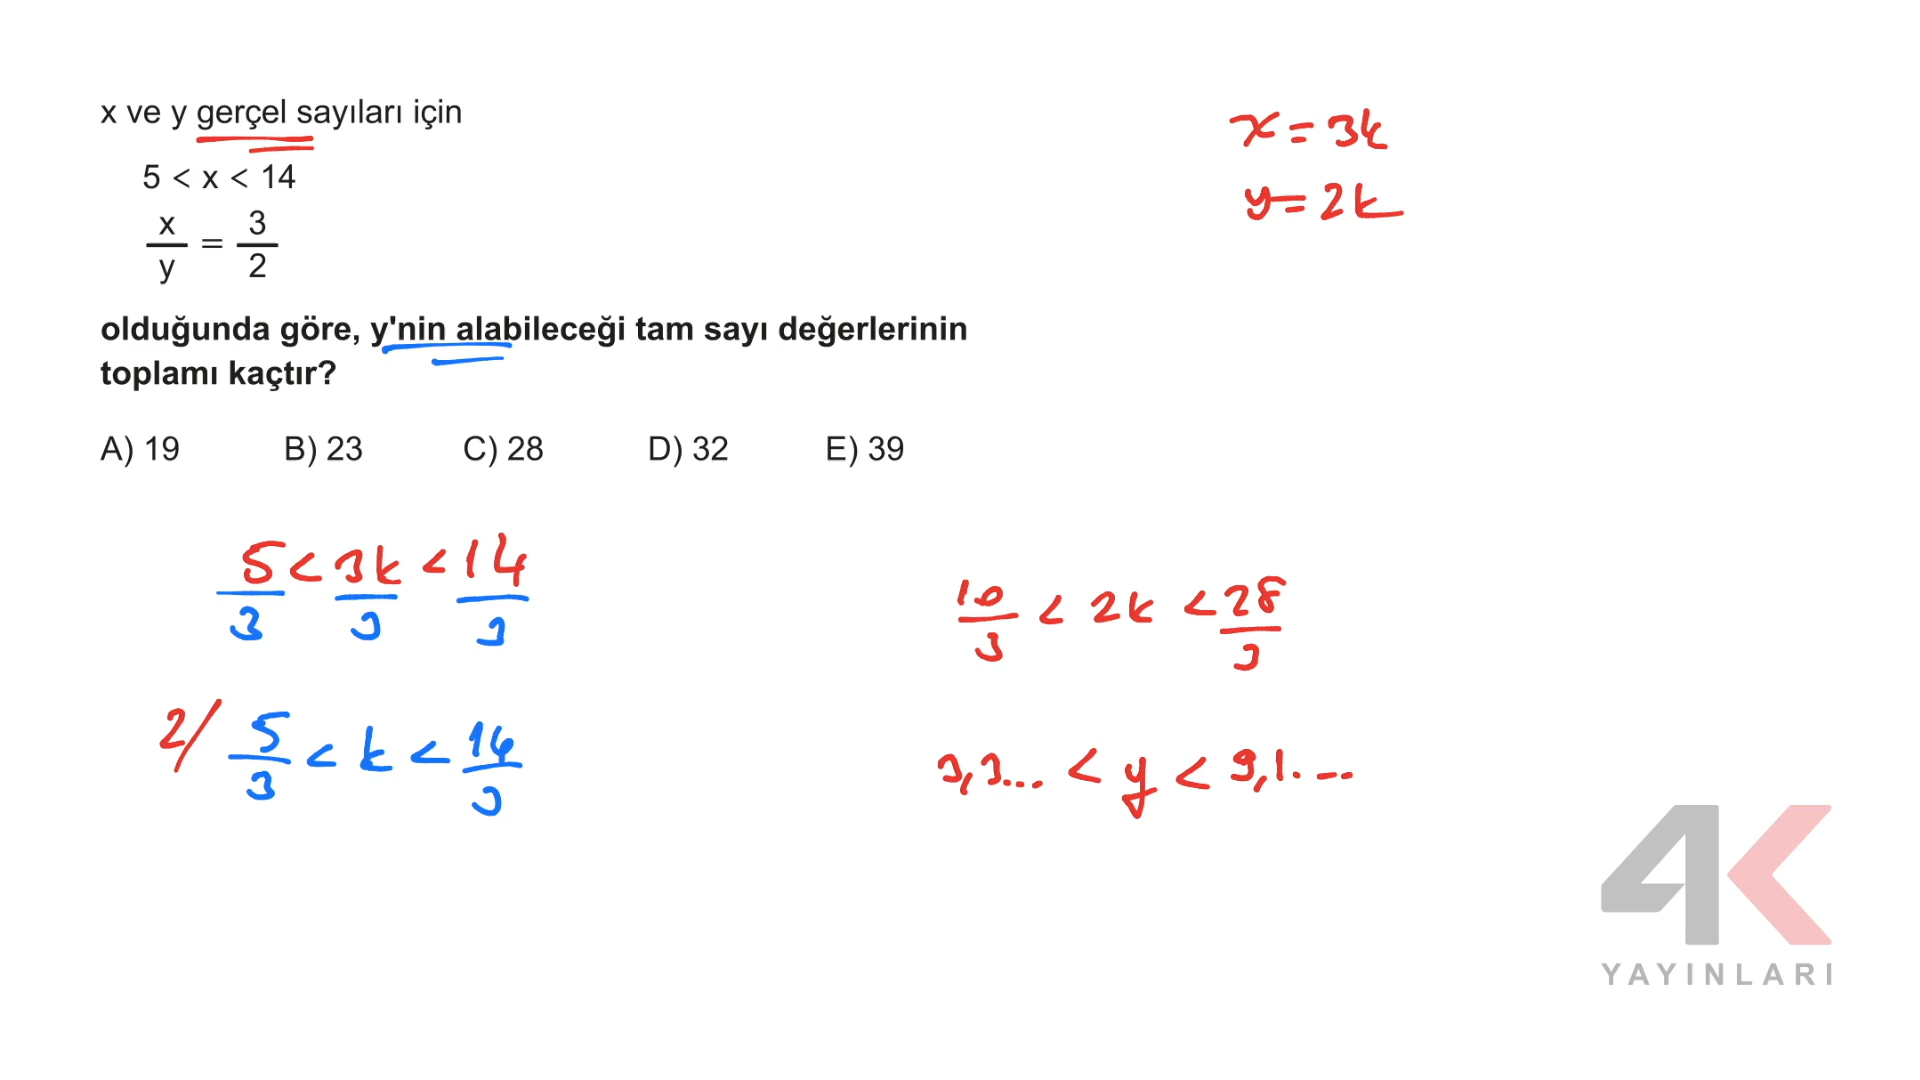 x ve y gerçel sayıları için
5 < x < 14
x/y = 3/2
olduğunda göre, y'nin alabileceği tam sayı değerlerinin
toplamı kaçtır?
A) 19 B) 23 C) 28 D) 32 E) 39
x = 3k
y = 2k
5/3 < 3k/3 < 14/3
2/ 5/3 < k < 14/3
10/3 < 2k < 28/3
3,3... < y < 9,1....
4K
YAYINLARI